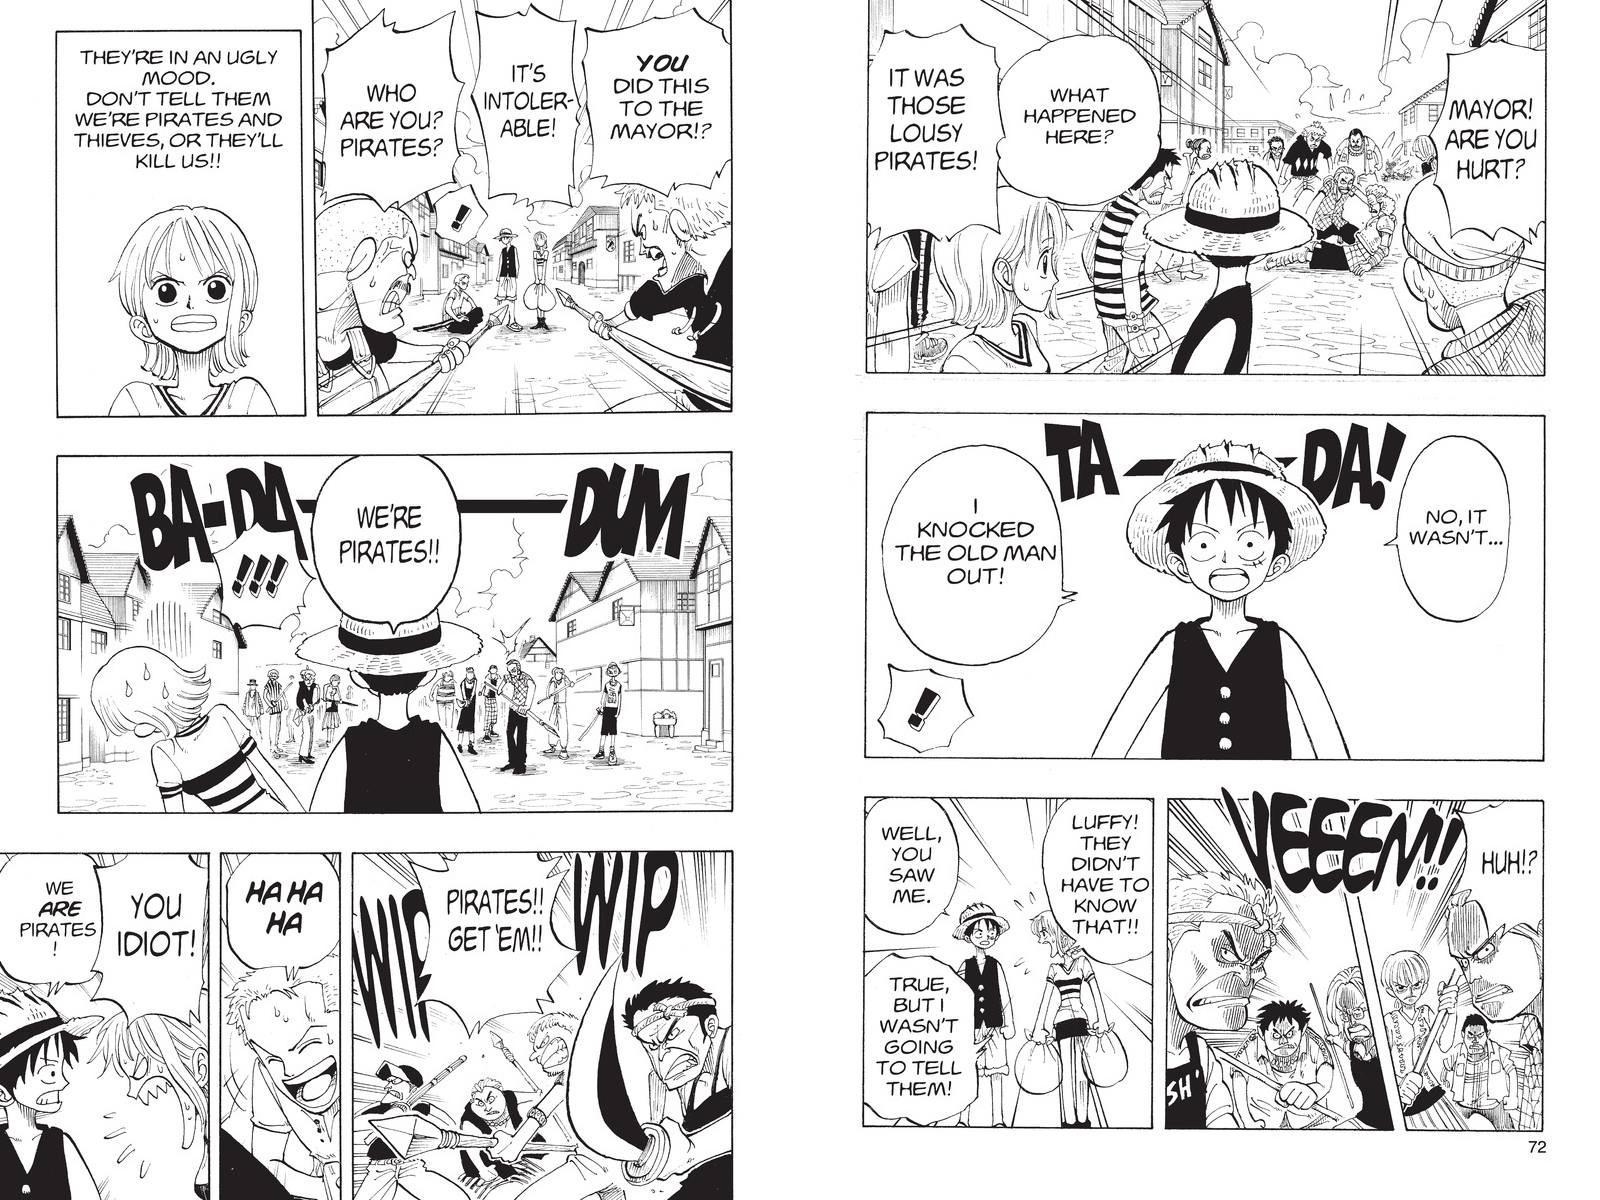 MAYOR!
ARE YOU
HURT?
WHAT
HAPPENED
HERE?
IT WAS
THOSE
LOUSY
PIRATES!
NO, IT
WASN'T...
TA-DA!
I
KNOCKED
THE OLD MAN
OUT!
!
HUH!?
VEEEM!!
SH'
LUFFY!
THEY
DIDN'T
HAVE TO
KNOW
THAT!!
WELL,
YOU
SAW
ME.
TRUE,
BUT I
WASN'T
GOING
TO TELL
THEM!
72
YOU
DID THIS
TO THE
MAYOR!?
IT'S
INTOLER-
ABLE!
WHO
ARE YOU?
PIRATES?
!
THEY'RE IN AN UGLY
MOOD.
DON'T TELL THEM
WE'RE PIRATES AND
THIEVES, OR THEY'LL
KILL US!!
BA-DA-DUM
WE'RE
PIRATES!!
!!!
WIP
PIRATES!!
GET 'EM!!
WIP
HA HA
HA
YOU
IDIOT!
WE
ARE
PIRATES
!